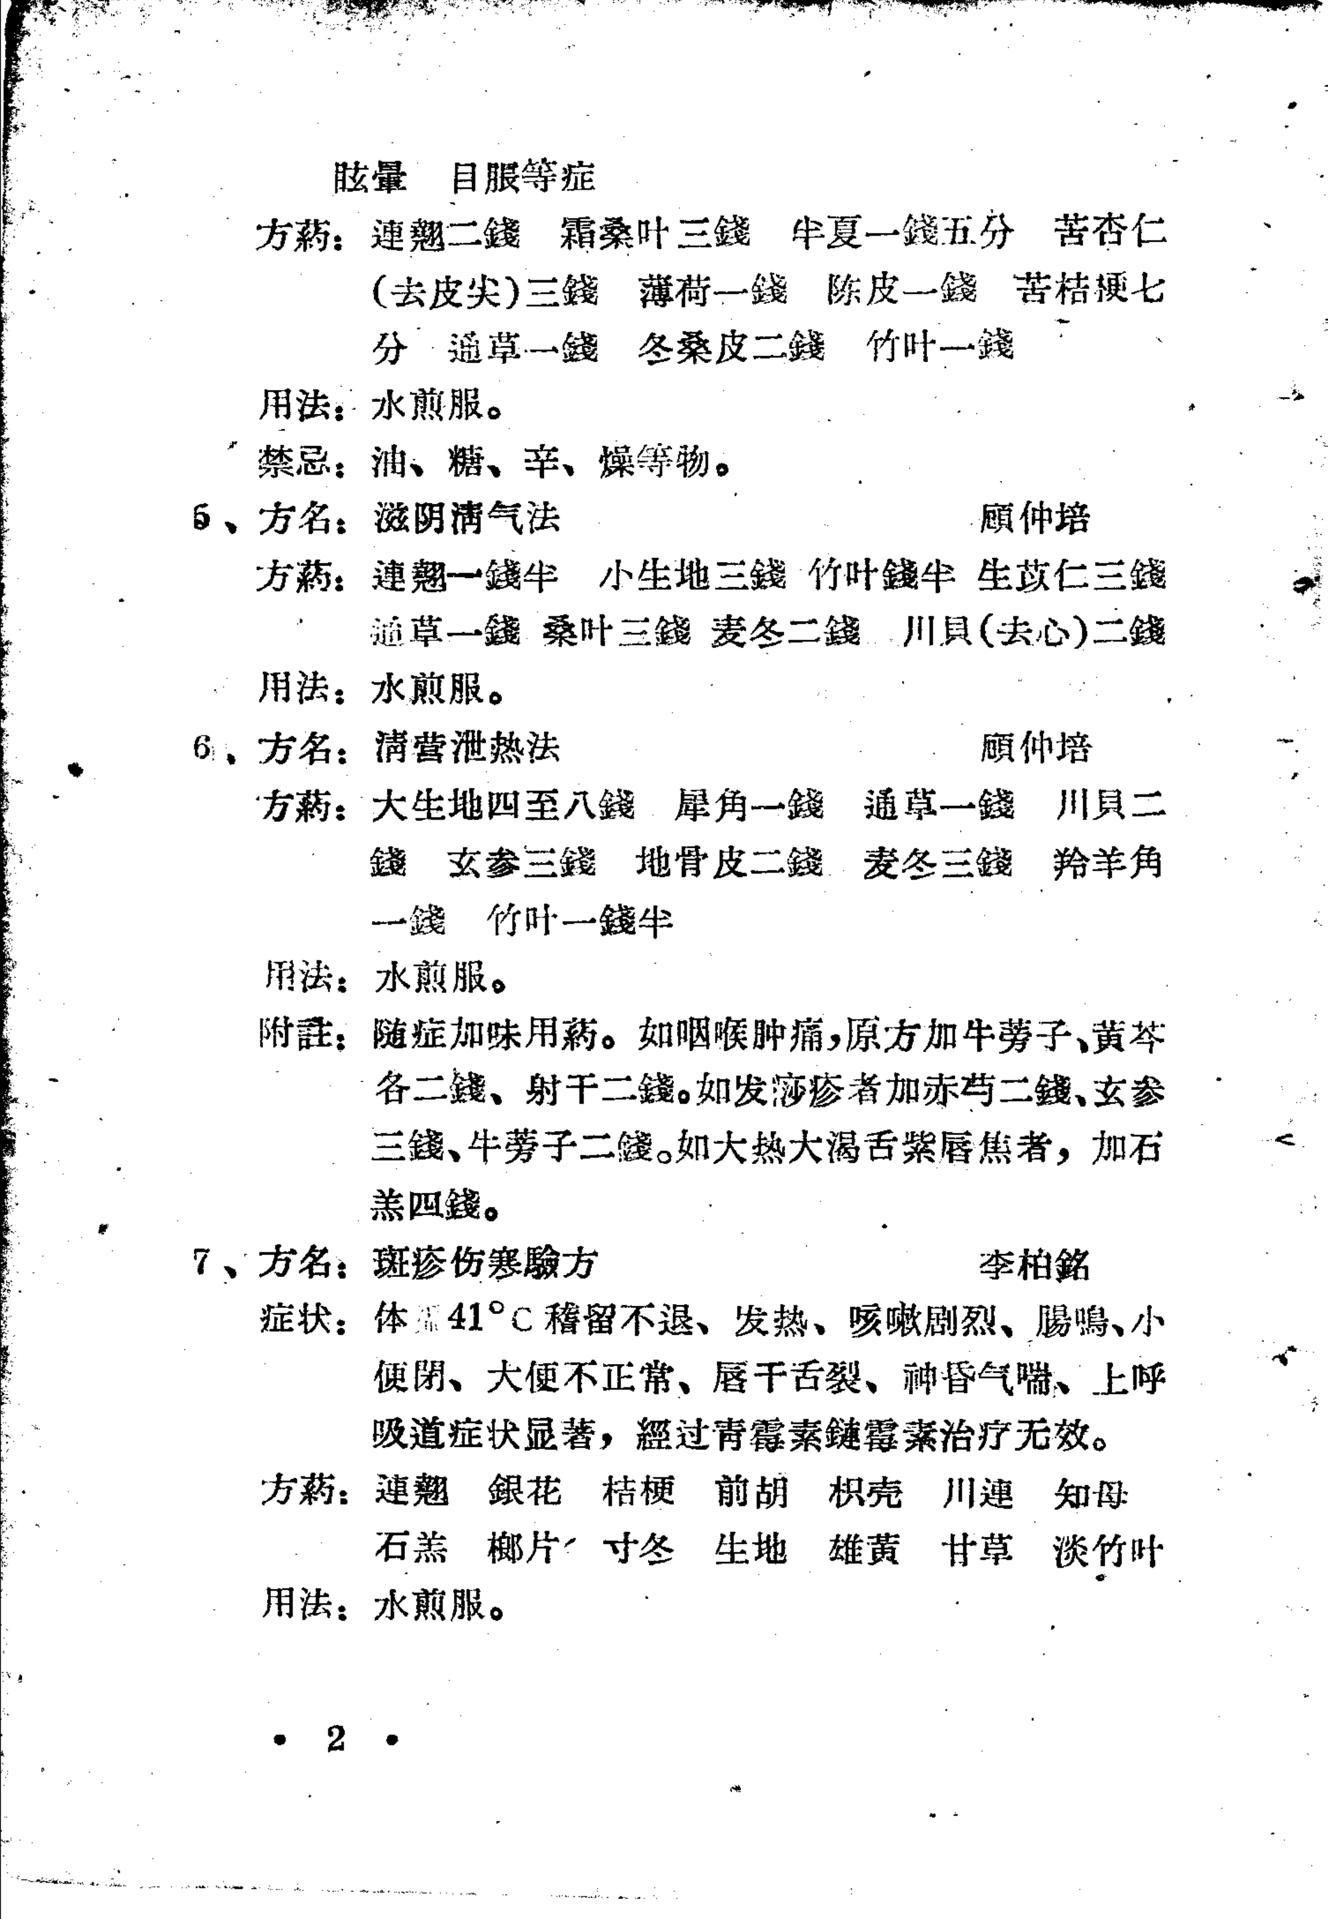 眩暈　目脹等症
方葯：連翹二錢　霜桑叶三錢　半夏一錢五分　苦杏仁
(去皮尖)三錢　薄荷一錢　陈皮一錢　苦桔梗七
分　通草一錢　冬桑皮二錢　竹叶一錢
用法：水煎服。
禁忌：油、糖、辛、燥等物。
5、方名：滋阴清气法　顾仲培
方葯：連翹一錢半　小生地三錢　竹叶錢半　生苡仁三錢
通草一錢　桑叶三錢　麦冬二錢　川貝(去心)二錢
用法：水煎服。
6、方名：清营泄热法　顾仲培
方葯：大生地四至八錢　犀角一錢　通草一錢　川貝二
錢　玄参三錢　地骨皮二錢　麦冬三錢　羚羊角
一錢　竹叶一錢半
用法：水煎服。
附註：随症加味用葯。如咽喉肿痛，原方加牛蒡子、黄芩
各二錢、射干二錢。如发痧疹者加赤芍二錢、玄参
三錢、牛蒡子二錢。如大热大渴舌紫唇焦者，加石
羔四錢。
7、方名：斑疹伤寒驗方　李柏銘
症状：体温41°C稽留不退、发热、咳嗽剧烈、腸鳴、小
便閉、大便不正常、唇干舌裂、神昏气喘、上呼
吸道症状显著，經过青霉素鏈霉素治疗无效。
方葯：連翹　銀花　桔梗　前胡　枳壳　川連　知母
石羔　榔片　寸冬　生地　雄黄　甘草　淡竹叶
用法：水煎服。
• 2 •